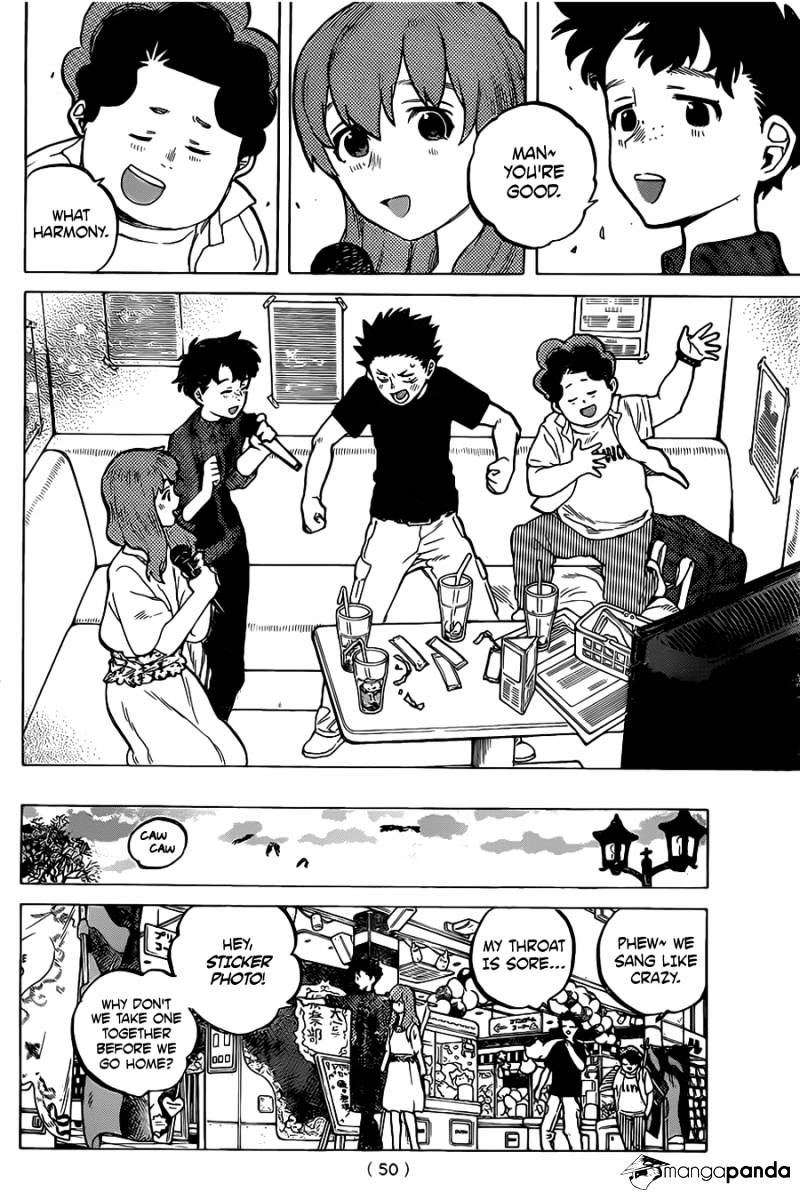 MAN~
YOU'RE
GOOD.
WHAT
HARMONY.
CAW
CAW
PHEW~ WE
SANG LIKE
CRAZY.
MY THROAT
IS SORE...
HEY,
STICKER
PHOTO!
WHY DON'T
WE TAKE ONE
TOGETHER
BEFORE WE
GO HOME?
( 50 )
mangapanda